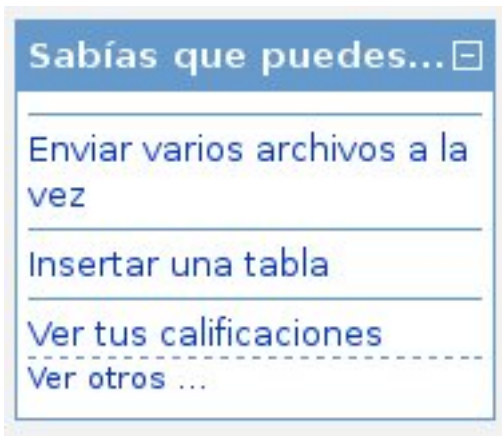 Sabías que puedes...
Enviar varios archivos a la
vez
Insertar una tabla
Ver tus calificaciones
Ver otros ...